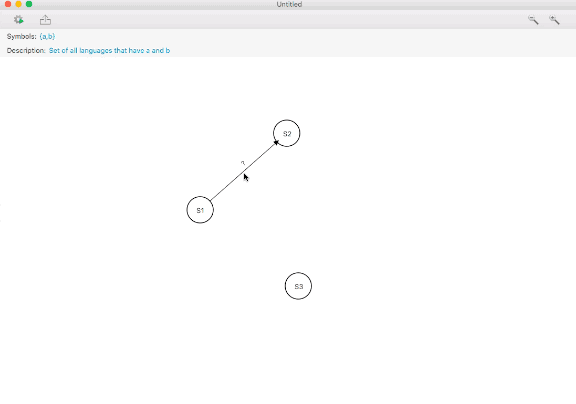 Untitled
Symbols: {a,b}
Description: Set of all languages that have a and b
S2
?
S1
S3